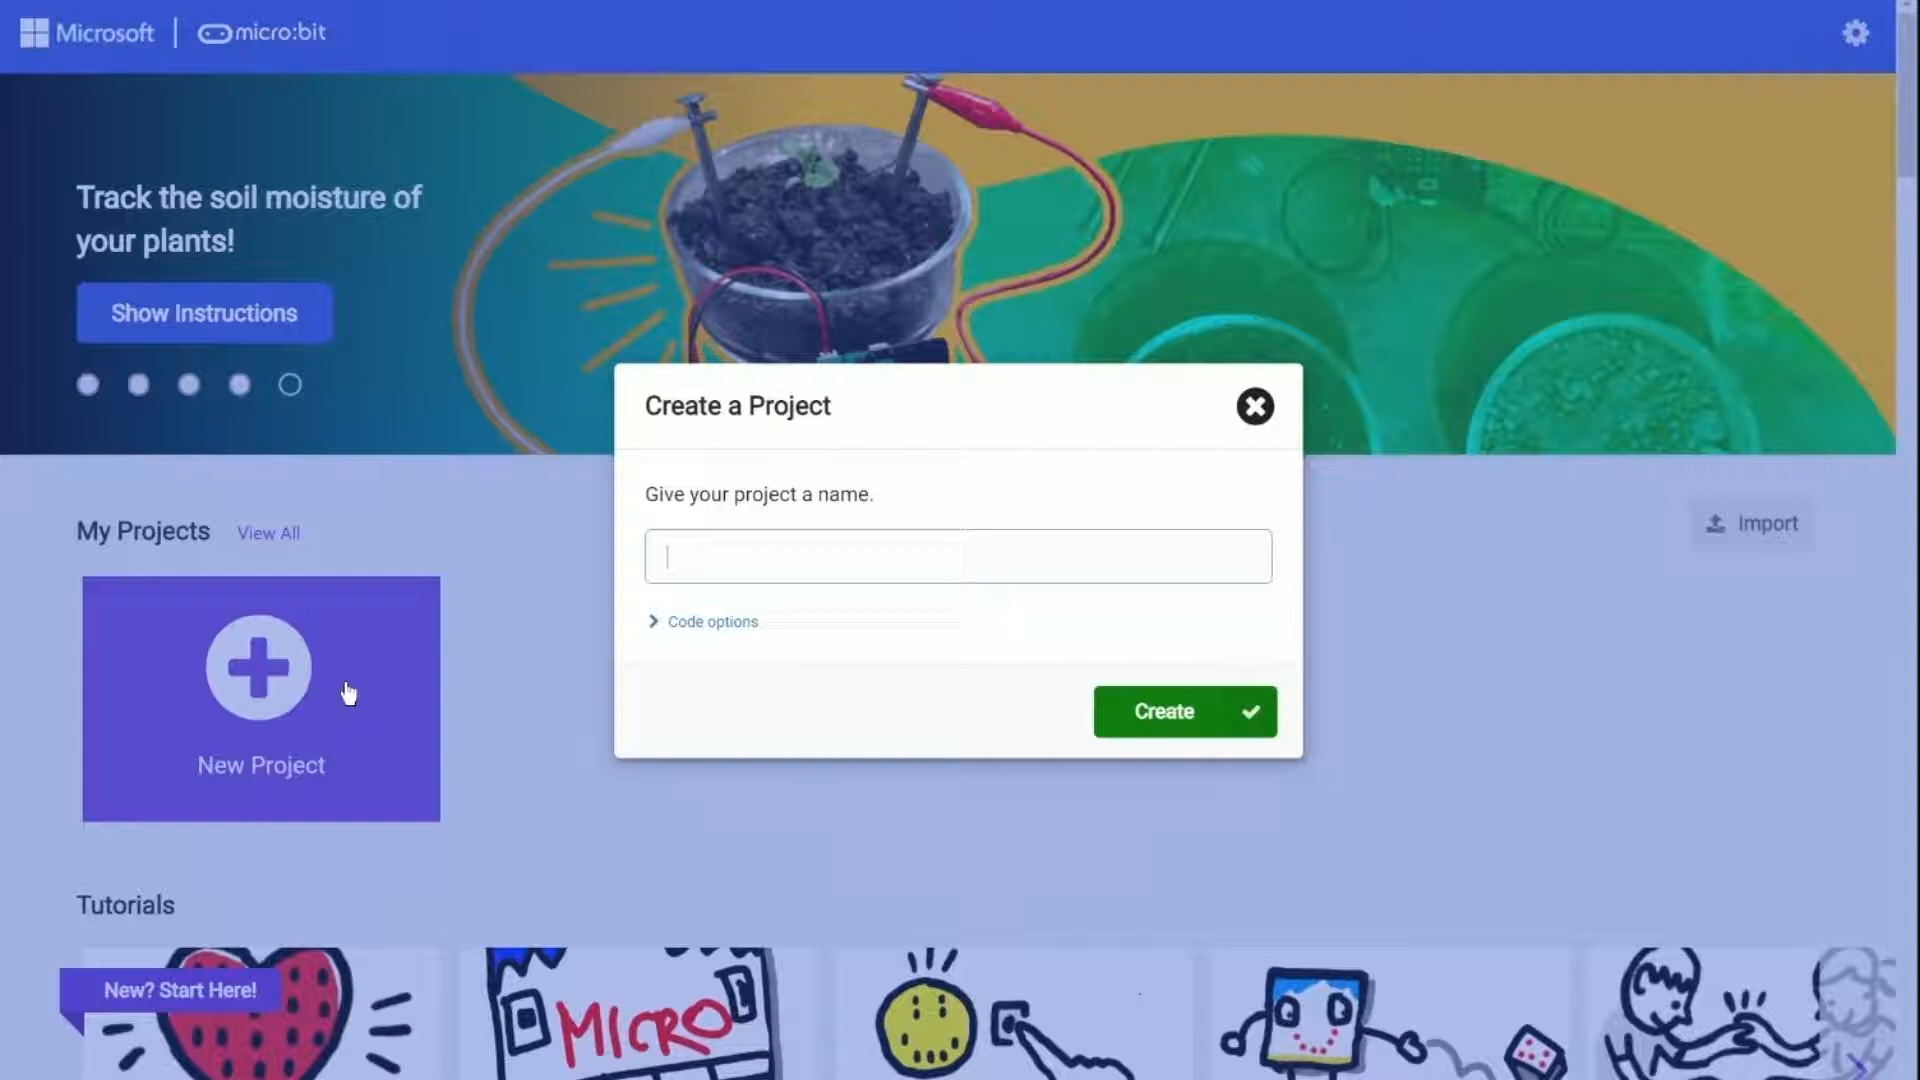 Microsoft | micro:bit
Track the soil moisture of
your plants!
Show Instructions
Create a Project
Give your project a name.
Code options
Create
My Projects View All
Import
New Project
Tutorials
New? Start Here!
MICRO